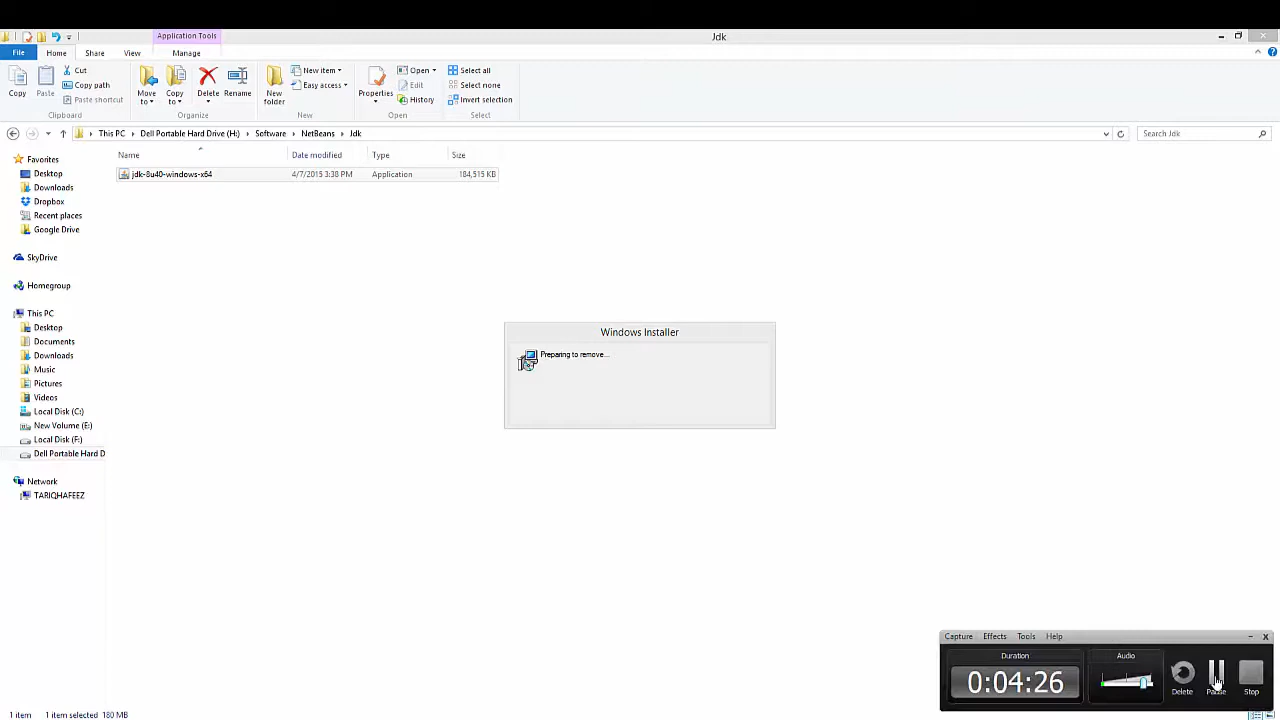 Application Tools
Jdk
File Home Share View Manage
Copy
Paste
Cut
Copy path
Paste shortcut
Clipboard
Move to
Copy to
Delete
Rename
Organize
New folder
New item
Easy access
New
Properties
Open
Edit
History
Open
Select all
Select none
Invert selection
Select
This PC Dell Portable Hard Drive (H:) Software NetBeans Jdk
Search Jdk
Name Date modified Type Size
jdk-8u40-windows-x64 4/7/2015 3:38 PM Application 184,515 KB
Favorites
Desktop
Downloads
Dropbox
Recent places
Google Drive
SkyDrive
Homegroup
This PC
Desktop
Documents
Downloads
Music
Pictures
Videos
Local Disk (C:)
New Volume (E:)
Local Disk (F:)
Dell Portable Hard D
Network
TARIQHAFEEZ
Windows Installer
Preparing to remove...
Capture Effects Tools Help
Duration
0:04:26
Audio
Delete
Pause
Stop
1 item 1 item selected 180 MB